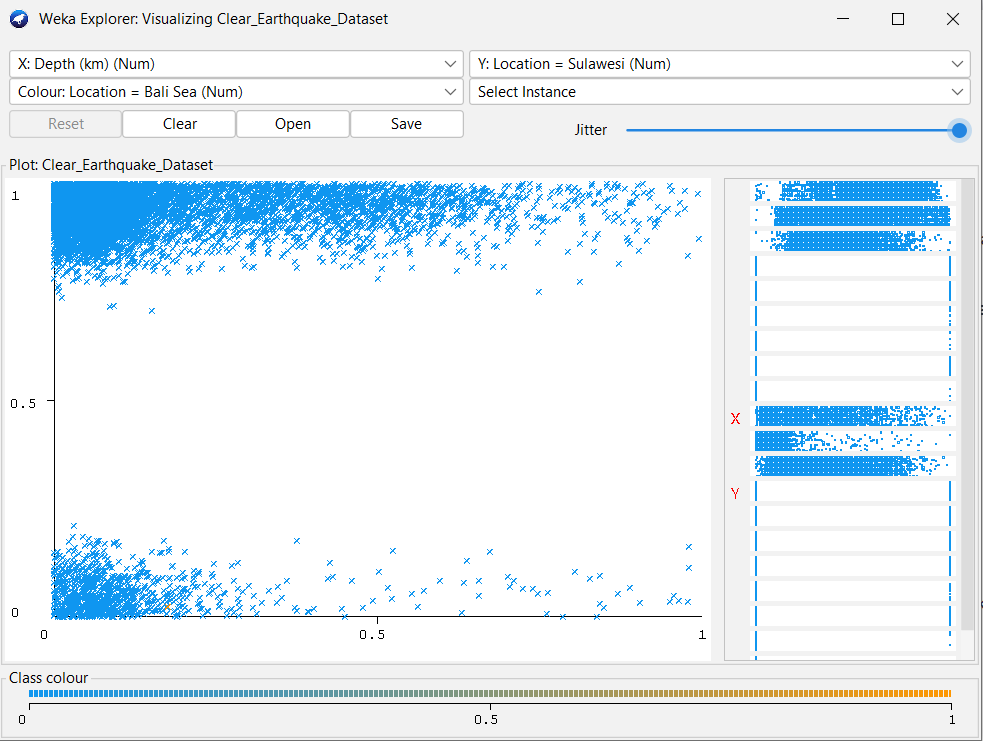 Weka Explorer: Visualizing Clear_Earthquake_Dataset
X: Depth (km) (Num) Y: Location = Sulawesi (Num)
Colour: Location = Bali Sea (Num) Select Instance
Reset Clear Open Save Jitter
Plot: Clear_Earthquake_Dataset
1
0.5
0
0 0.5 1
X
Y
Class colour
0 0.5 1